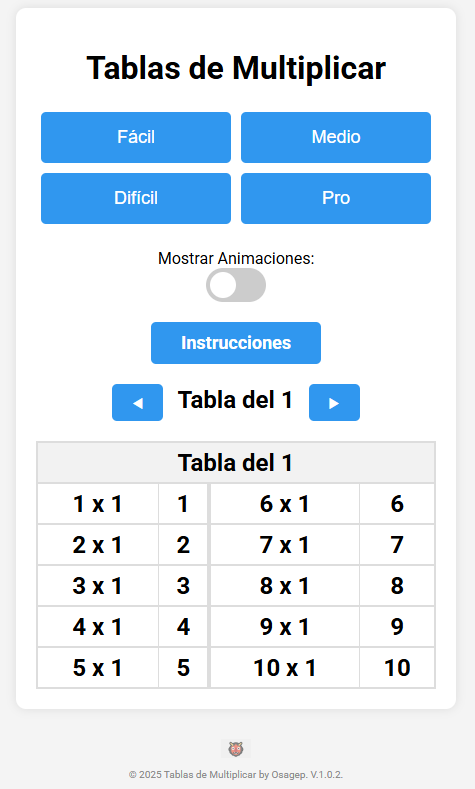 Tablas de Multiplicar
Fácil Medio
Difícil Pro
Mostrar Animaciones:
Instrucciones
◀ Tabla del 1 ▶
Tabla del 1
1 x 1 1 6 x 1 6
2 x 1 2 7 x 1 7
3 x 1 3 8 x 1 8
4 x 1 4 9 x 1 9
5 x 1 5 10 x 1 10
© 2025 Tablas de Multiplicar by Osagep. V.1.0.2.